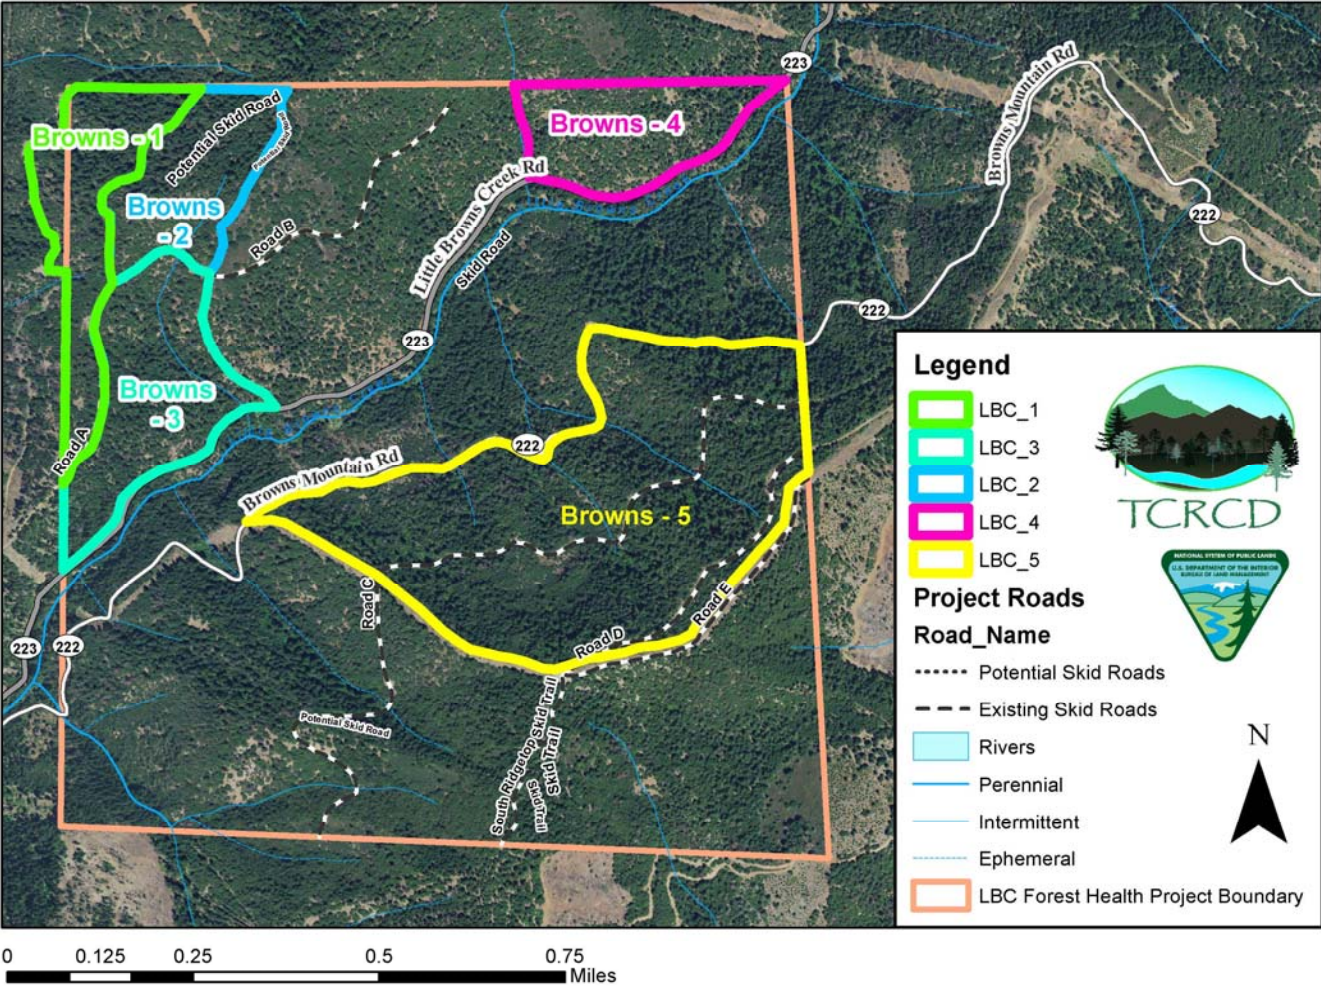 223
Browns - 1
Potential Skid Road
Potential Skid
Browns - 4
Browns Mountain Rd
222
Browns
- 2
Road B
Little Browns Creek Rd
Skid Road
222
223
Browns
- 3
Road A
222
Browns Mountain Rd
Browns - 5
Road C
Road D
Road E
223
222
Potential Skid Road
South Ridgetop Skid Trail
Skid Trail
Skid Trail
Legend
LBC_1
LBC_3
LBC_2
LBC_4
LBC_5
Project Roads
Road_Name
Potential Skid Roads
Existing Skid Roads
Rivers
Perennial
Intermittent
Ephemeral
LBC Forest Health Project Boundary
TCRCD
NATIONAL SYSTEM OF PUBLIC LANDS
U.S. DEPARTMENT OF THE INTERIOR
BUREAU OF LAND MANAGEMENT
N
0 0.125 0.25 0.5 0.75
Miles